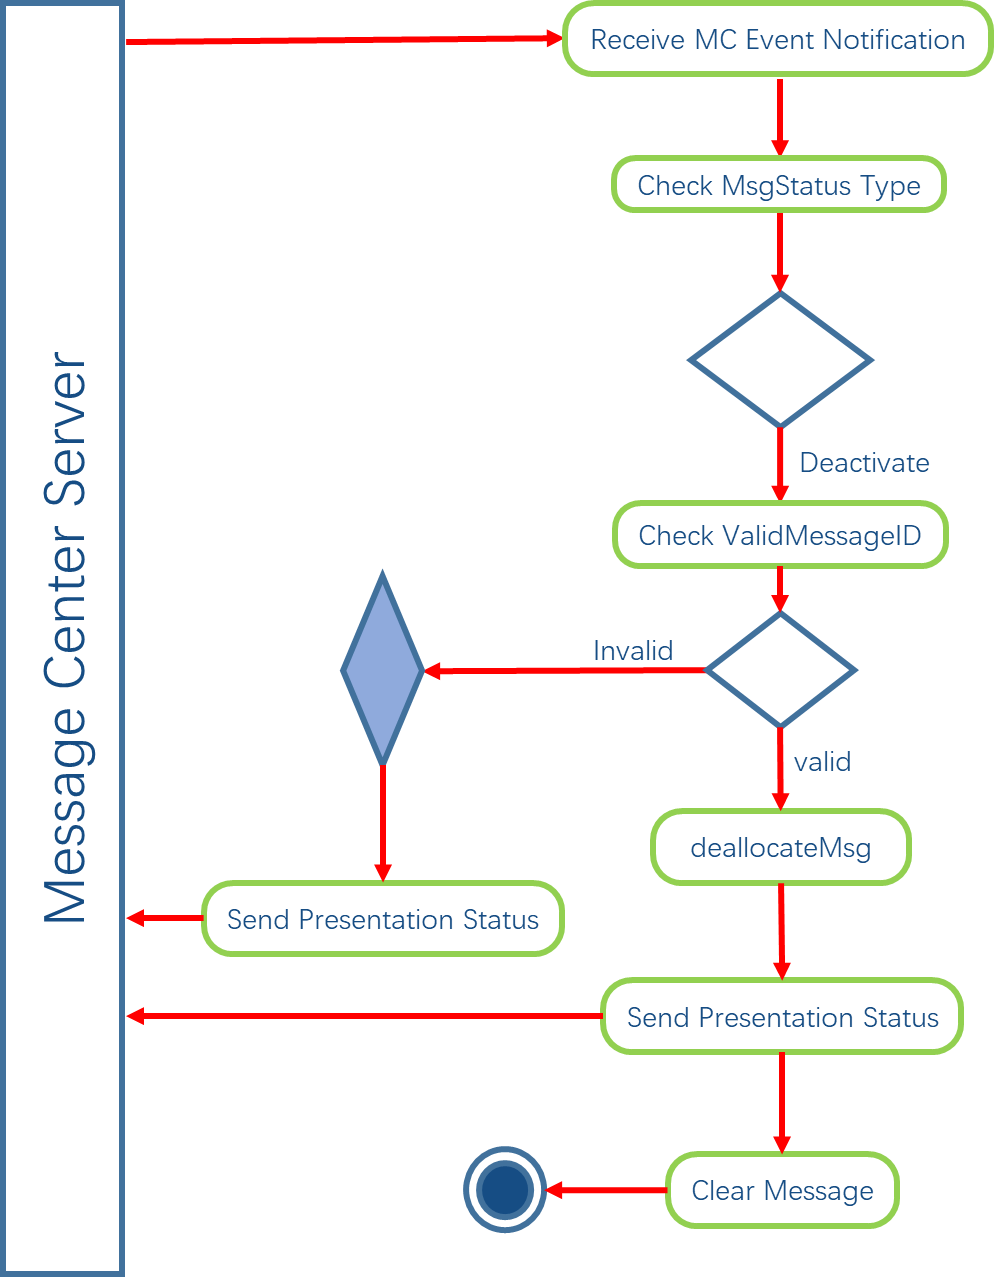 Message Center Server
Receive MC Event Notification
Check MsgStatus Type
Deactivate
Check ValidMessageID
Invalid
valid
deallocateMsg
Send Presentation Status
Send Presentation Status
Clear Message